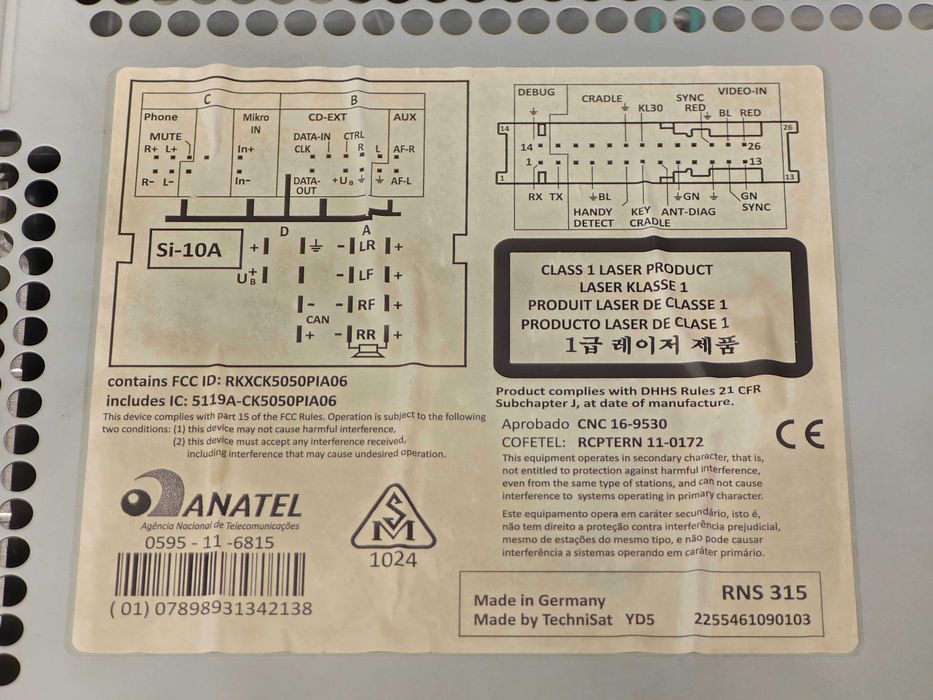 C B
Phone Mikro IN CD-EXT AUX
MUTE DATA-IN CTRL
R+ L+ In+ CLK R L AF-R
R- L- In- DATA-OUT +UB AF-L
D A
Si-10A + - LR +
+UB - LF +
- - RF +
CAN
+ - RR +
contains FCC ID: RKXCK5050PIA06
includes IC: 5119A-CK5050PIA06
This device complies with part 15 of the FCC Rules. Operation is subject to the following
two conditions: (1) this device may not cause harmful interference,
(2) this device must accept any interference received,
including interference that may cause undesired operation.
ANATEL
Agência Nacional de Telecomunicações
0595 - 11 -6815
(01) 07898931342138
S
M
1024
DEBUG CRADLE KL30 SYNC RED VIDEO-IN
BL RED
14 26
14 26
1 13
1 13
RX TX BL GN GN SYNC
HANDY DETECT KEY CRADLE ANT-DIAG
CLASS 1 LASER PRODUCT
LASER KLASSE 1
PRODUIT LASER DE CLASSE 1
PRODUCTO LASER DE CLASE 1
1급 레이저 제품
Product complies with DHHS Rules 21 CFR
Subchapter J, at date of manufacture.
Aprobado CNC 16-9530
COFETEL: RCPTERN 11-0172
CE
This equipment operates in secondary character, that is,
not entitled to protection against harmful interference,
even from the same type of stations, and can not cause
interference to systems operating in primary character.
Este equipamento opera em caráter secundário, isto é,
não tem direito a proteção contra interferência prejudicial,
mesmo de estações do mesmo tipo, e não pode causar
interferência a sistemas operando em caráter primário.
RNS 315
Made in Germany
Made by TechniSat YD5 2255461090103